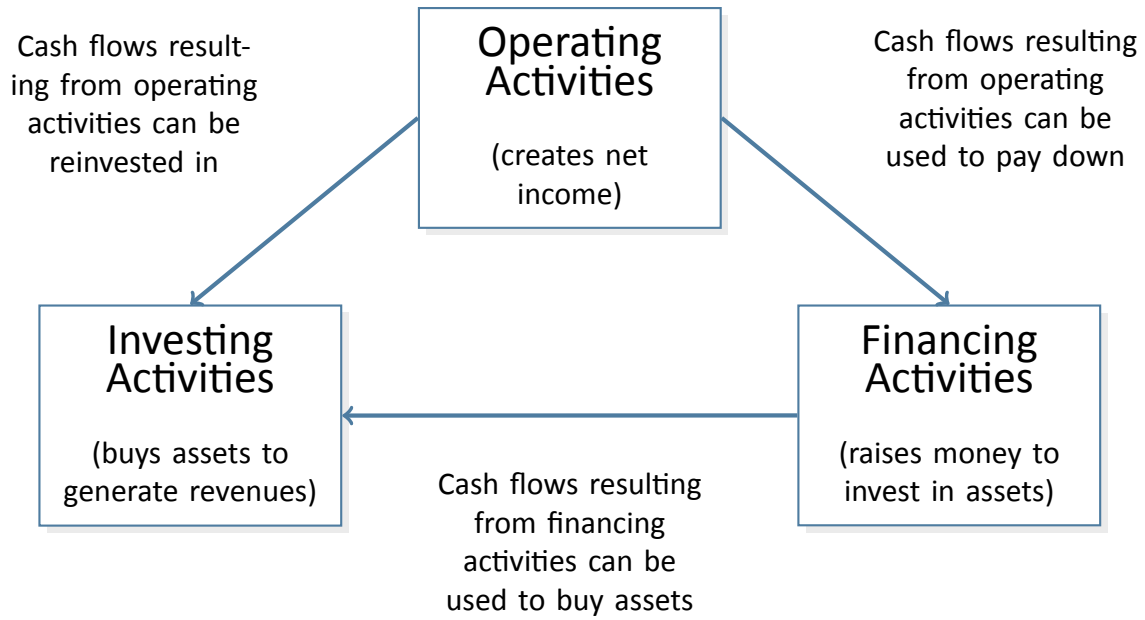 Cash flows result-
ing from operating
activities can be
reinvested in
Operating
Activities
(creates net
income)
Cash flows resulting
from operating
activities can be
used to pay down
Investing
Activities
(buys assets to
generate revenues)
Cash flows resulting
from financing
activities can be
used to buy assets
Financing
Activities
(raises money to
invest in assets)